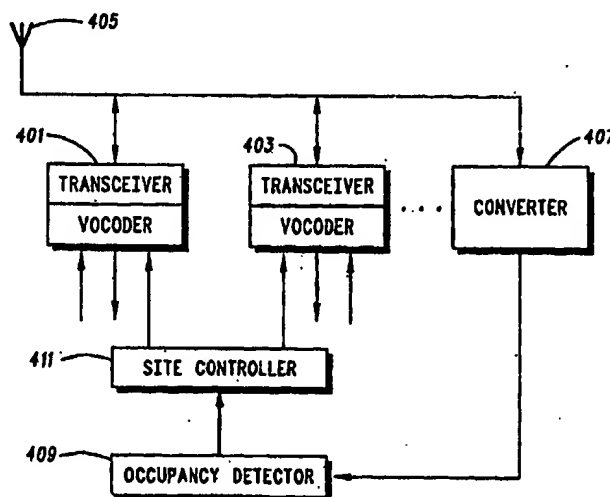 405
401
403
407
TRANSCEIVER
VOCODER
TRANSCEIVER
VOCODER
...
CONVERTER
411
SITE CONTROLLER
409
OCCUPANCY DETECTOR